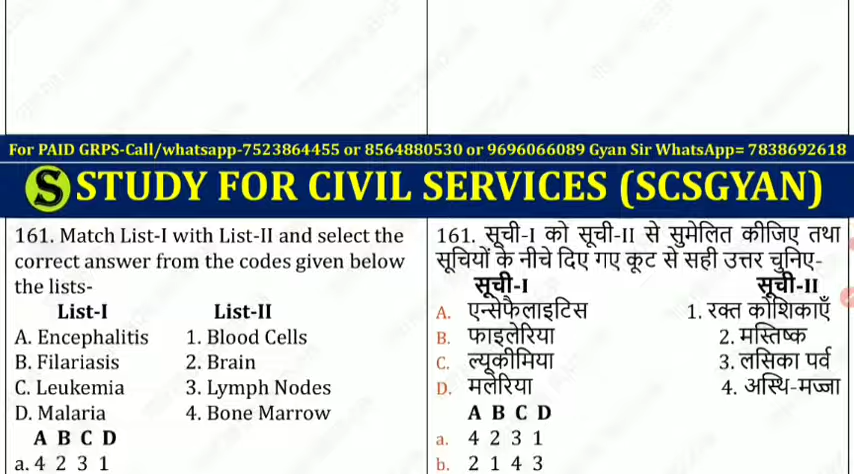 For PAID GRPS-Call/whatsapp-7523864455 or 8564880530 or 9696066089 Gyan Sir WhatsApp= 7838692618
S STUDY FOR CIVIL SERVICES (SCSGYAN)
161. Match List-I with List-II and select the
correct answer from the codes given below
the lists-
List-I List-II
A. Encephalitis 1. Blood Cells
B. Filariasis 2. Brain
C. Leukemia 3. Lymph Nodes
D. Malaria 4. Bone Marrow
A B C D
a. 4 2 3 1
161. सूची-I को सूची-II से सुमेलित कीजिए तथा
सूचियों के नीचे दिए गए कूट से सही उत्तर चुनिए-
सूची-I सूची-II
A. एन्सेफैलाइटिस 1. रक्त कोशिकाएँ
B. फाइलेरिया 2. मस्तिष्क
C. ल्यूकीमिया 3. लसिका पर्व
D. मलेरिया 4. अस्थि-मज्जा
A B C D
a. 4 2 3 1
b. 2 1 4 3